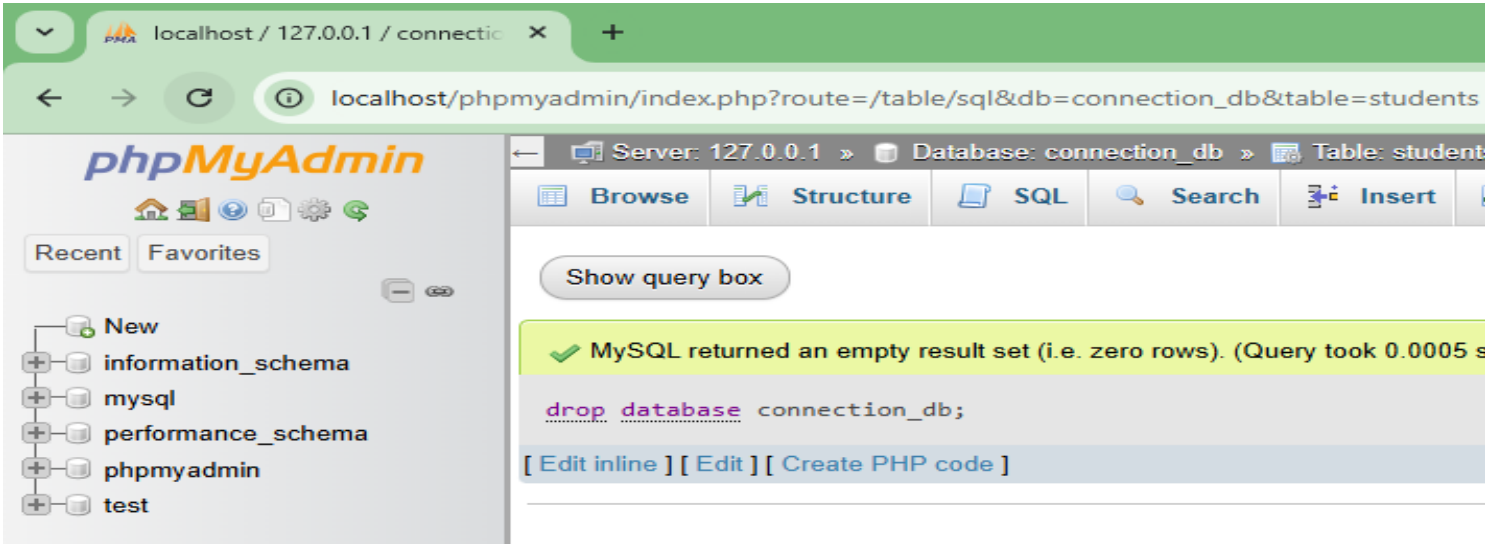 localhost / 127.0.0.1 / connectic
localhost/phpmyadmin/index.php?route=/table/sql&db=connection_db&table=students
phpMyAdmin
Recent Favorites
New
information_schema
mysql
performance_schema
phpmyadmin
test
Server: 127.0.0.1 » Database: connection_db » Table: students
Browse Structure SQL Search Insert
Show query box
MySQL returned an empty result set (i.e. zero rows). (Query took 0.0005 s
drop database connection_db;
[ Edit inline ] [ Edit ] [ Create PHP code ]